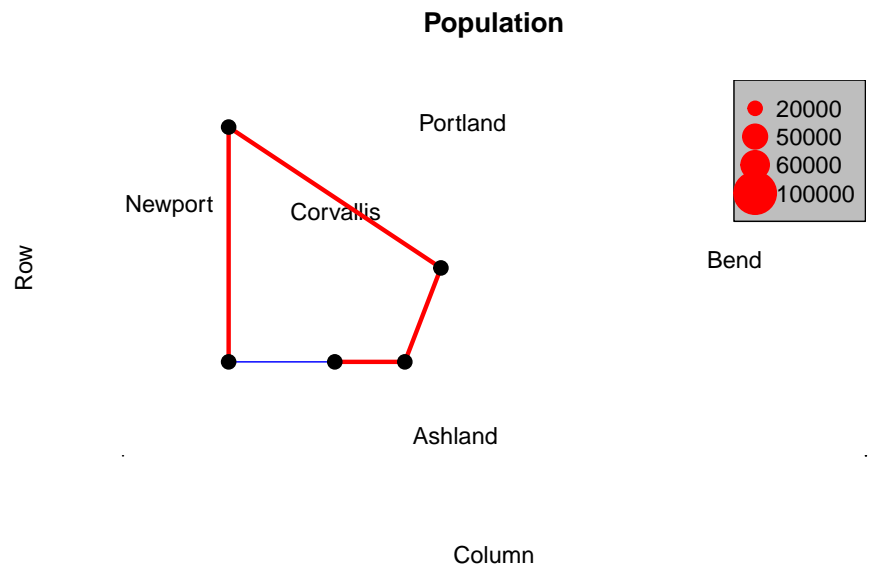 Population
Portland
20000
50000
60000
100000
Newport
Corvallis
Row
Bend
Ashland
Column